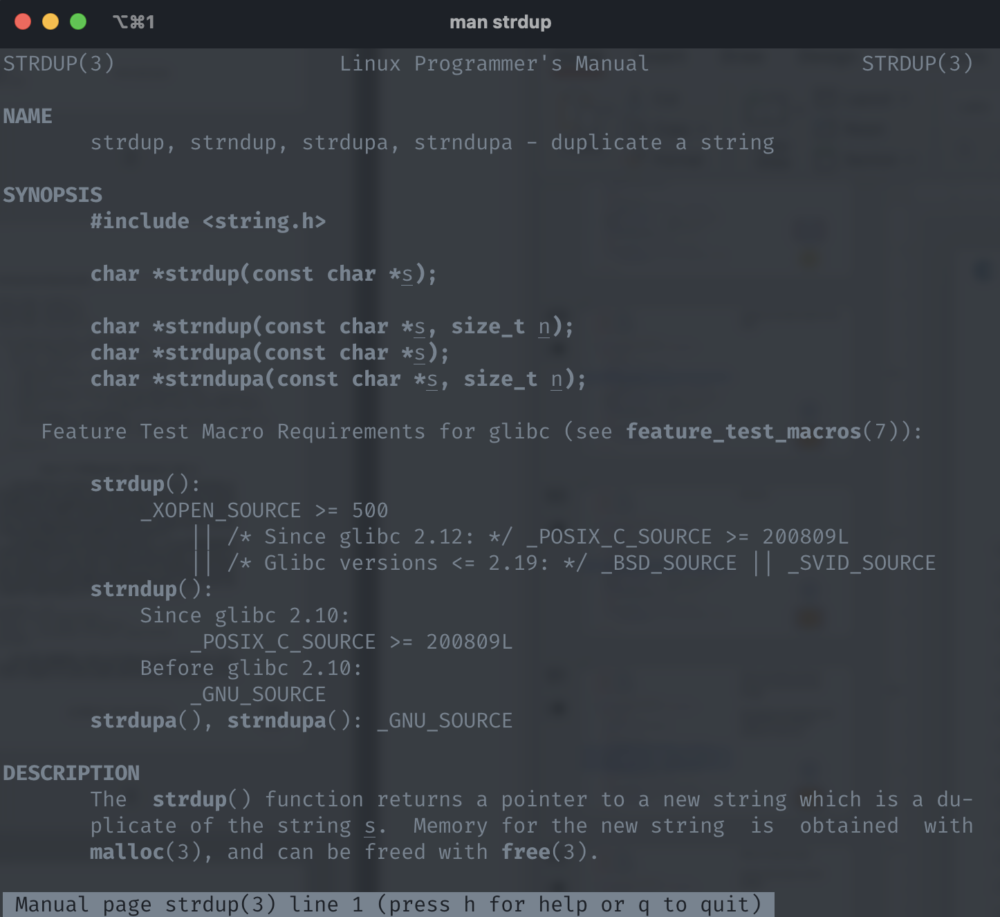 ⌥⌘1 man strdup
STRDUP(3) Linux Programmer's Manual STRDUP(3)
NAME
strdup, strndup, strdupa, strndupa - duplicate a string
SYNOPSIS
#include <string.h>
char *strdup(const char *s);
char *strndup(const char *s, size_t n);
char *strdupa(const char *s);
char *strndupa(const char *s, size_t n);
Feature Test Macro Requirements for glibc (see feature_test_macros(7)):
strdup():
_XOPEN_SOURCE >= 500
|| /* Since glibc 2.12: */ _POSIX_C_SOURCE >= 200809L
|| /* Glibc versions <= 2.19: */ _BSD_SOURCE || _SVID_SOURCE
strndup():
Since glibc 2.10:
_POSIX_C_SOURCE >= 200809L
Before glibc 2.10:
_GNU_SOURCE
strdupa(), strndupa(): _GNU_SOURCE
DESCRIPTION
The strdup() function returns a pointer to a new string which is a du-
plicate of the string s. Memory for the new string is obtained with
malloc(3), and can be freed with free(3).
Manual page strdup(3) line 1 (press h for help or q to quit)